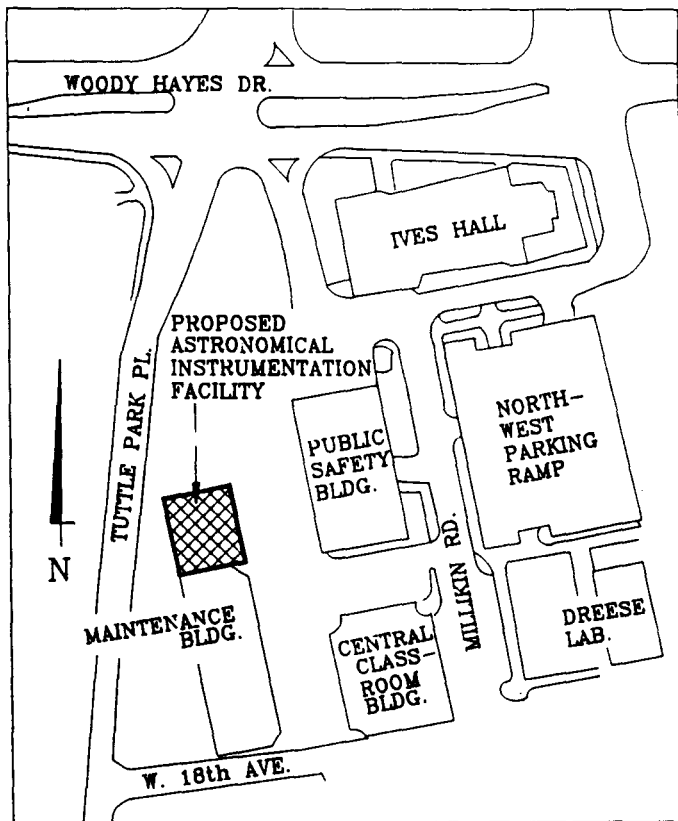 WOODY HAYES DR.
IVES HALL
PROPOSED
ASTRONOMICAL
INSTRUMENTATION
FACILITY
TUTTLE PARK PL.
NORTH-
WEST
PARKING
RAMP
PUBLIC
SAFETY
BLDG.
MILLIKIN RD.
N
MAINTENANCE
BLDG.
CENTRAL
CLASS-
ROOM
BLDG.
DREESE
LAB.
W. 18th AVE.